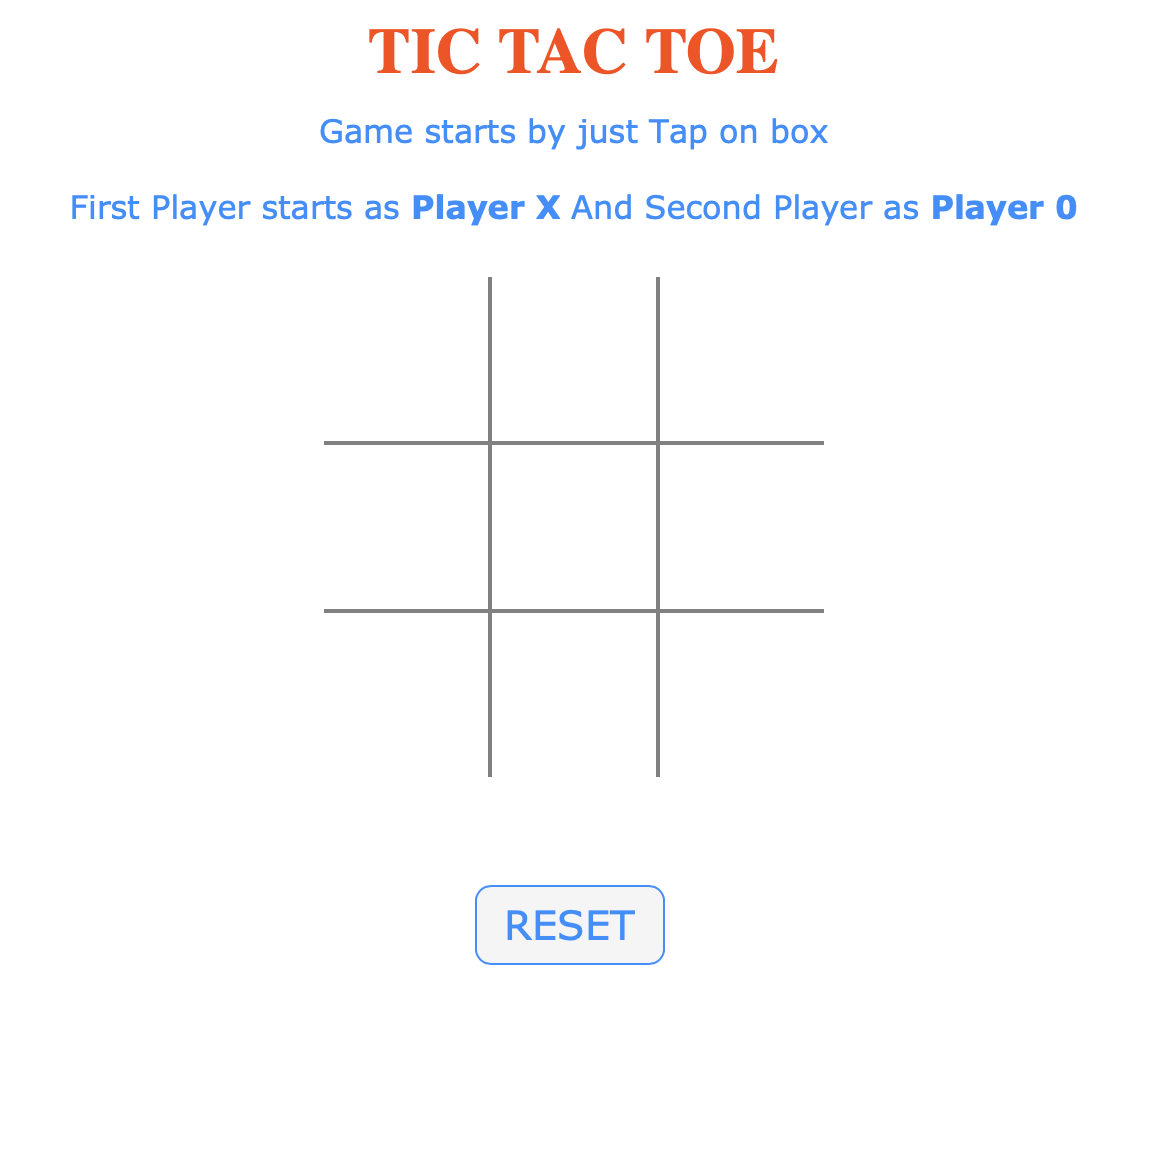 TIC TAC TOE
Game starts by just Tap on box
First Player starts as Player X And Second Player as Player 0
RESET